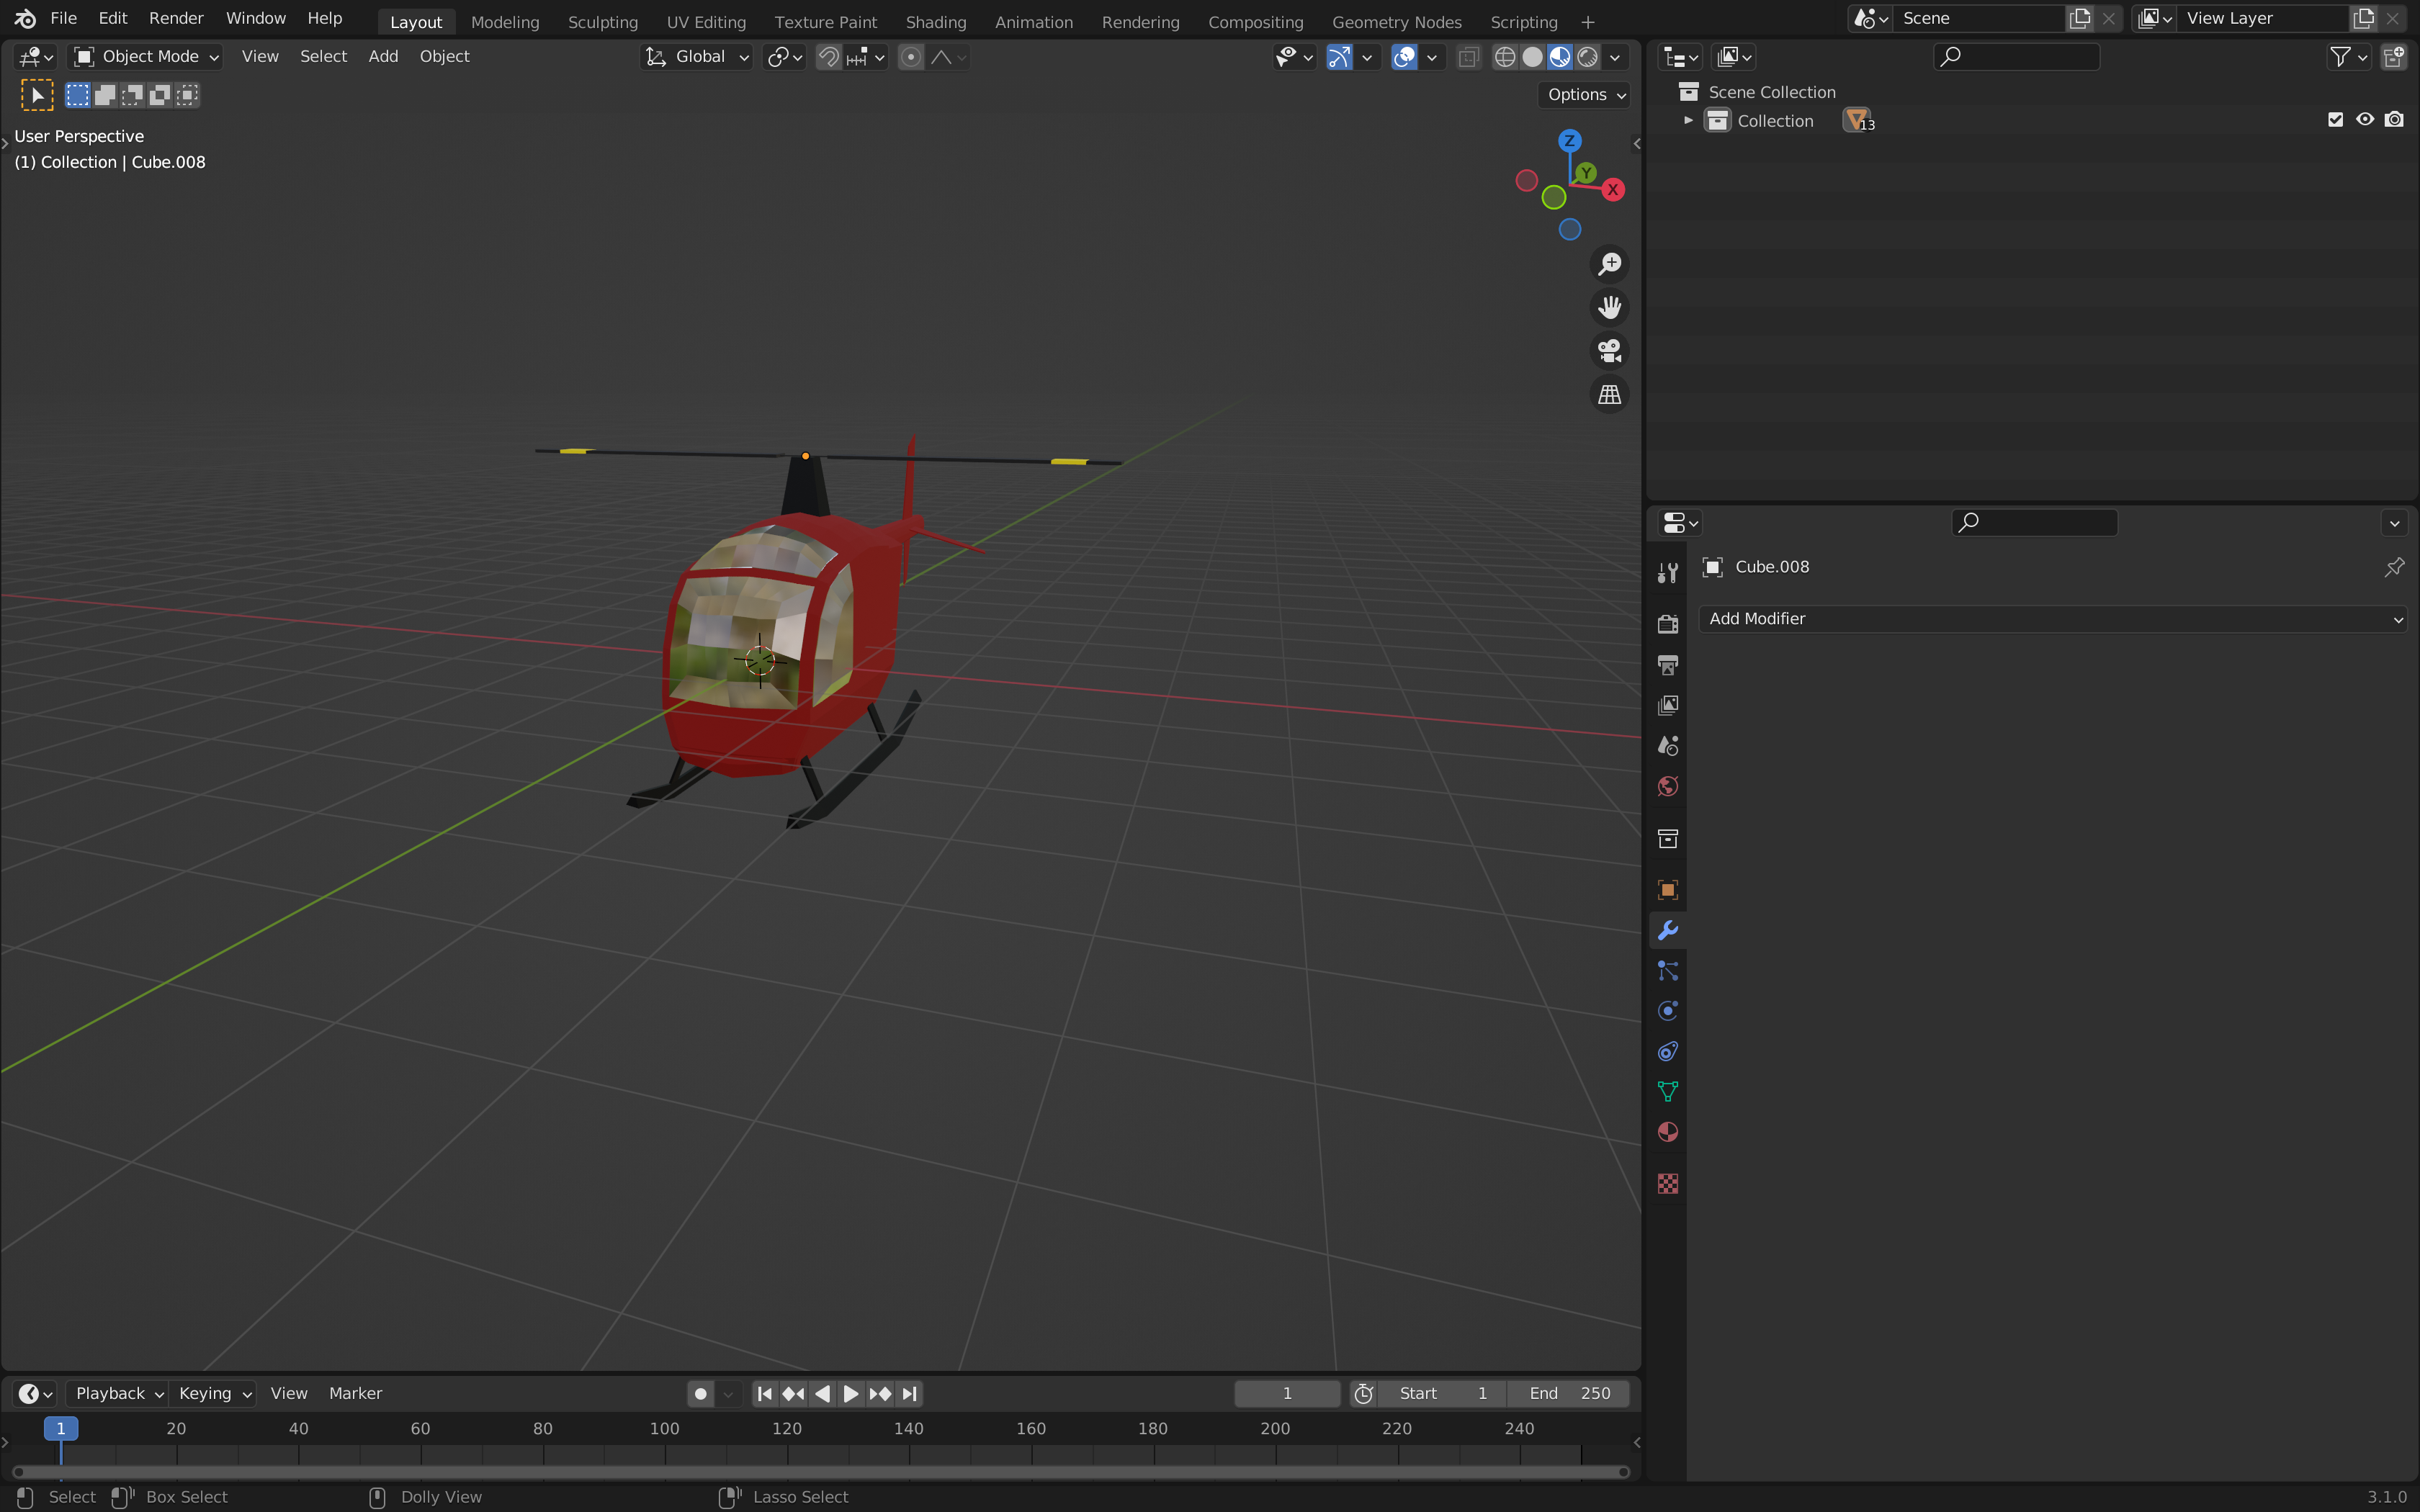 File Edit Render Window Help Layout Modeling Sculpting UV Editing Texture Paint Shading Animation Rendering Compositing Geometry Nodes Scripting + Scene View Layer
Object Mode View Select Add Object Global
Options
User Perspective
(1) Collection | Cube.008
Z
Y
X
Scene Collection
Collection 13
Cube.008
Add Modifier
Playback Keying View Marker 1 Start 1 End 250
1 20 40 60 80 100 120 140 160 180 200 220 240
Select Box Select Dolly View Lasso Select 3.1.0